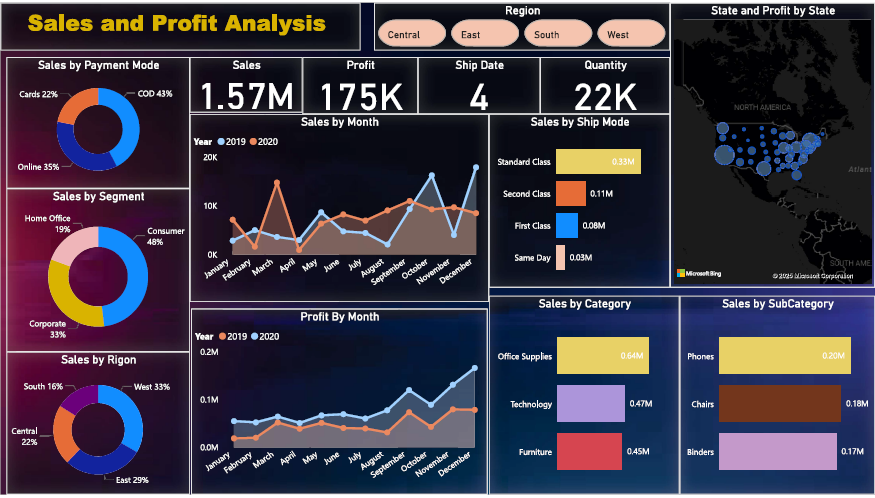 Sales and Profit Analysis
Region
Central
East
South
West
State and Profit by State
NORTH AMERICA
Atlant
SOUTH AME
Microsoft Bing
© 2025 Microsoft Corporation
Sales by Payment Mode
Cards 22%
COD 43%
Online 35%
Sales
1.57M
Profit
175K
Ship Date
4
Quantity
22K
Sales by Month
Year 2019 2020
20K
10K
0K
January
February
March
April
May
June
July
August
September
October
November
December
Sales by Ship Mode
Standard Class
0.33M
Second Class
0.11M
First Class
0.08M
Same Day
0.03M
Sales by Segment
Home Office
19%
Consumer
48%
Corporate
33%
Sales by Rigon
South 16%
West 33%
Central
22%
East 29%
Profit By Month
Year 2019 2020
0.2M
0.1M
0.0M
January
February
March
April
May
June
July
August
September
October
November
December
Sales by Category
Office Supplies
0.64M
Technology
0.47M
Furniture
0.45M
Sales by SubCategory
Phones
0.20M
Chairs
0.18M
Binders
0.17M